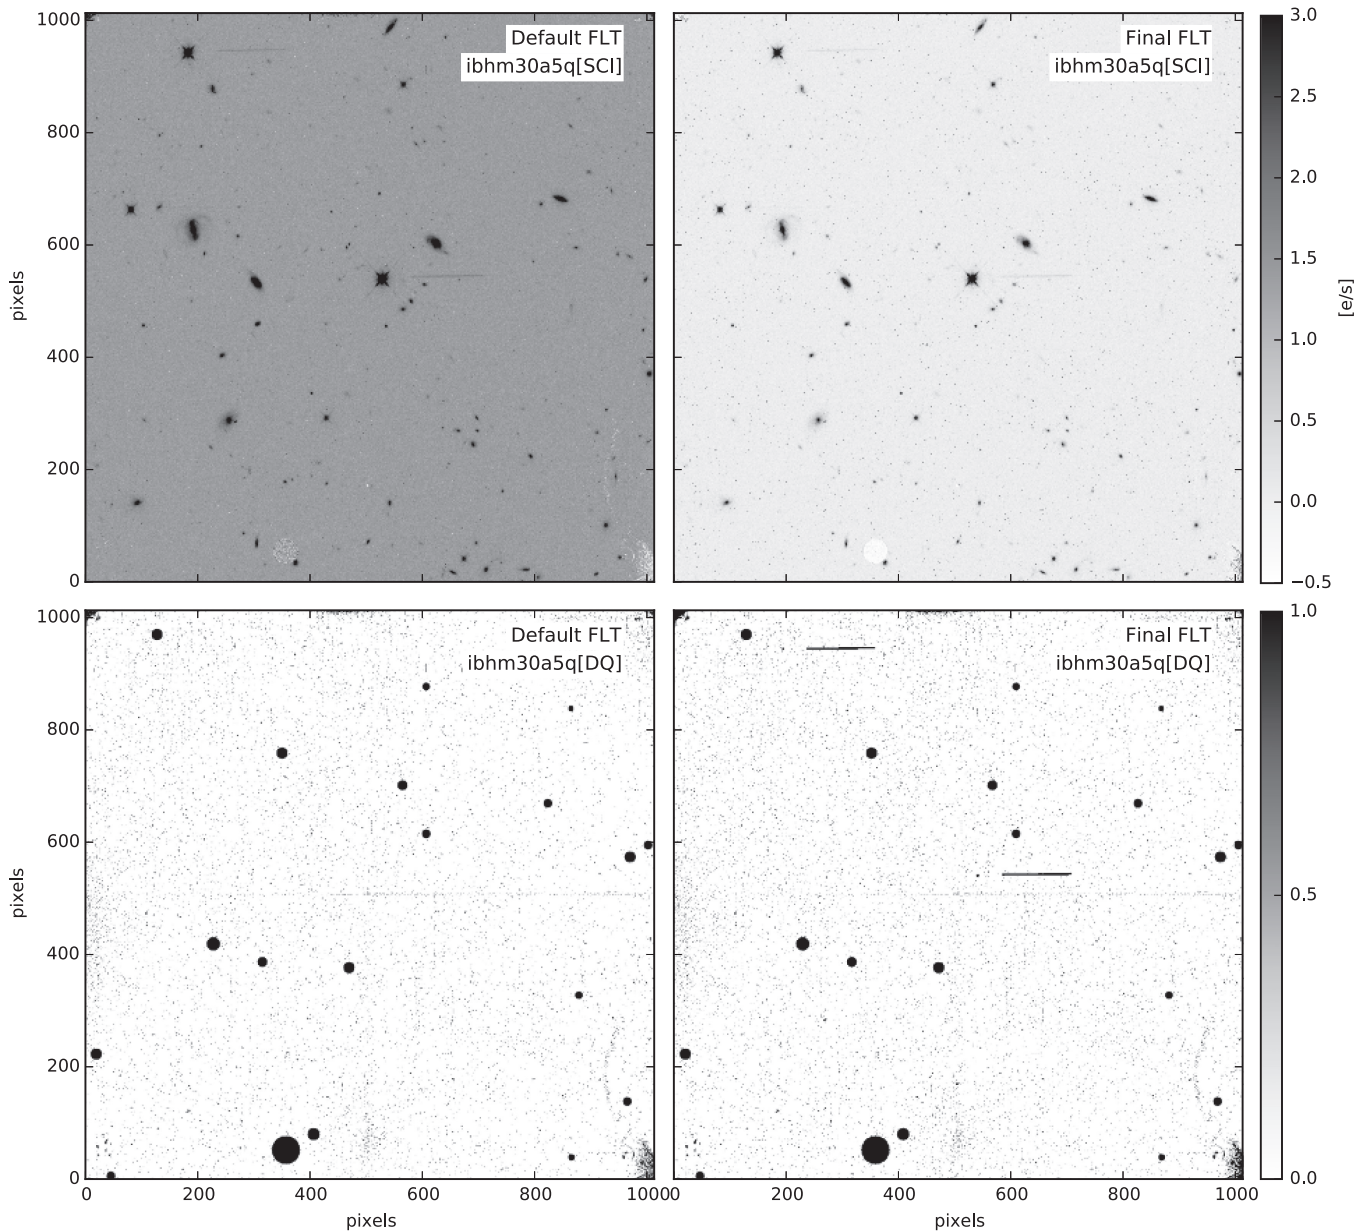 1000
800
600
400
200
0
pixels
Default FLT
ibhm30a5q[SCI]
Final FLT
ibhm30a5q[SCI]
3.0
2.5
2.0
1.5
1.0
0.5
0.0
−0.5
[e/s]
1000
800
600
400
200
0
pixels
Default FLT
ibhm30a5q[DQ]
Final FLT
ibhm30a5q[DQ]
1.0
0.5
0.0
0 200 400 600 800 1000
pixels
200 400 600 800 1000
pixels